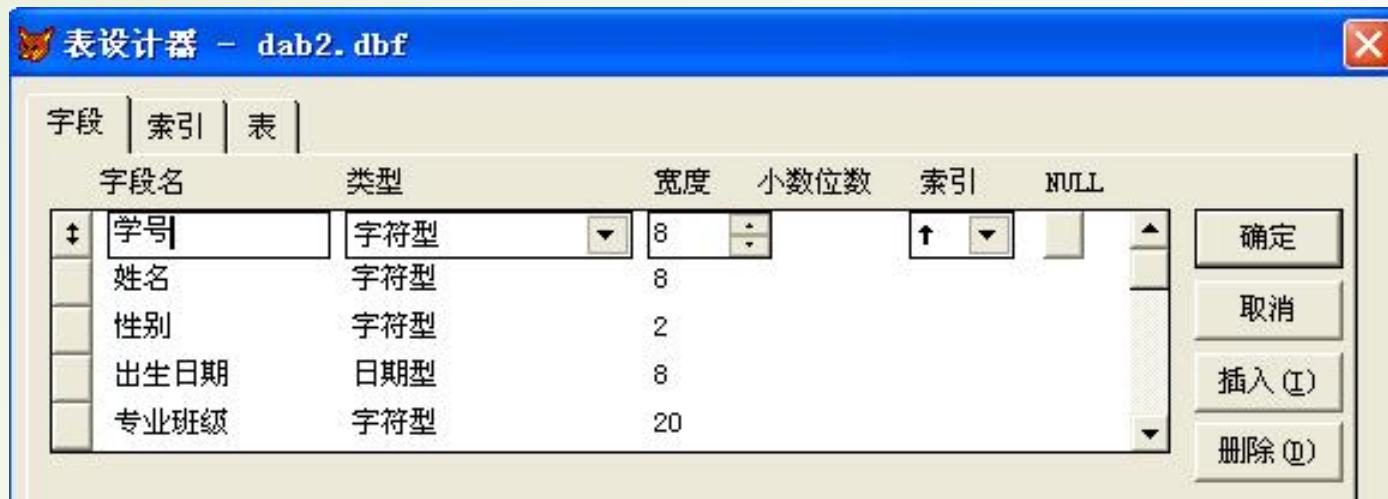 表设计器 - dab2.dbf
字段 索引 表
字段名 类型 宽度 小数位数 索引 NULL
学号 字符型 8 ↑ 确定
姓名 字符型 8
性别 字符型 2 取消
出生日期 日期型 8 插入(I)
专业班级 字符型 20
删除(D)